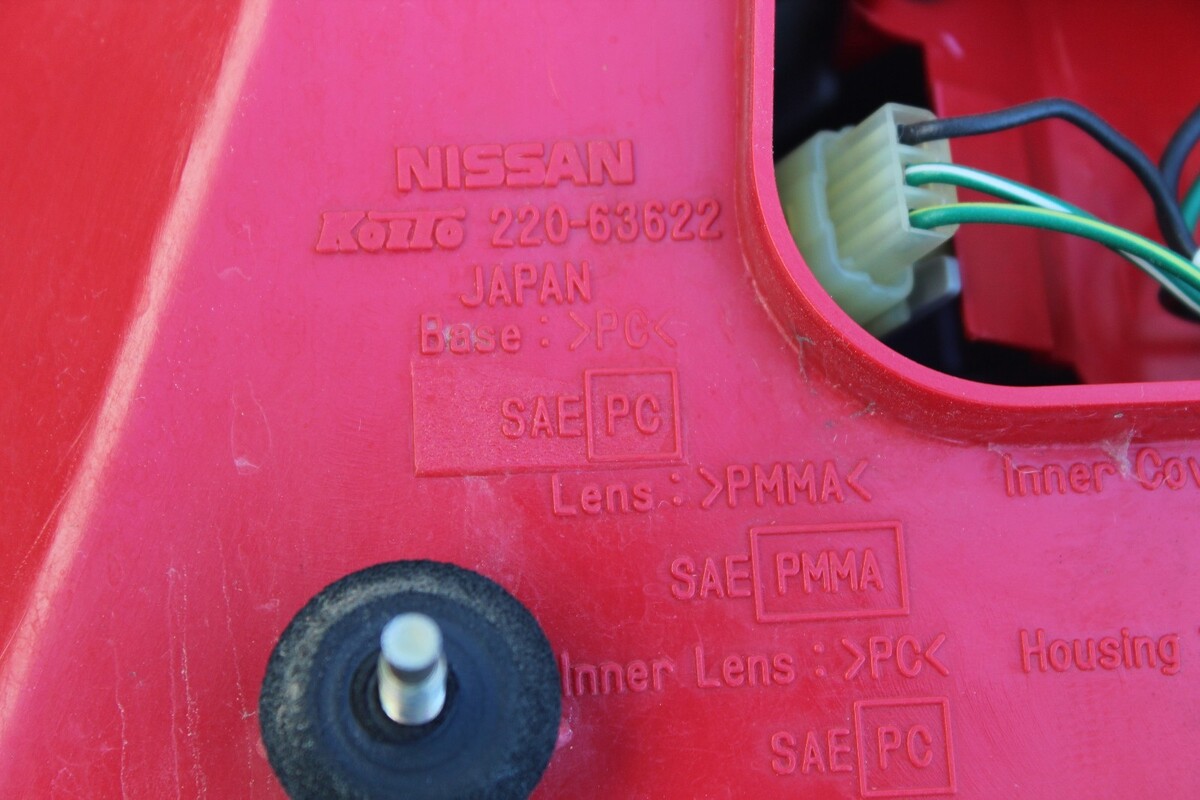 NISSAN
KOITO 220-63622
JAPAN
Base : >PC<
SAE PC
Lens : >PMMA<
SAE PMMA
Inner Lens : >PC<
SAE PC
Inner Cov
Housing